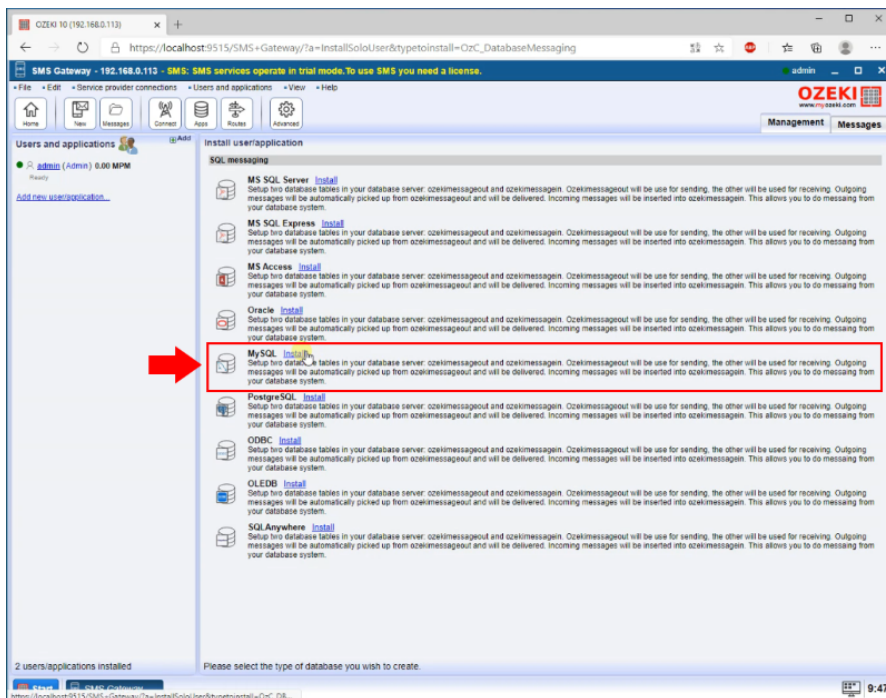 OZEKI 10 (192.168.0.113)
https://localhost:9515/SMS+Gateway/?a=InstallSoloUser&typetoinstall=OzC_DatabaseMessaging
SMS Gateway - 192.168.0.113 - SMS: SMS services operate in trial mode.To use SMS you need a license.
admin
File Edit Service provider connections Users and applications View Help
OZEKI
www.myozeki.com
Home New Messages Connect Apps Routes Advanced
Management Messages
Users and applications Add
Install user/application
admin (Admin) 0.00 MPM
Ready
Add new user/application...
SQL messaging
MS SQL Server Install
Setup two database tables in your database server: ozekimessageout and ozekimessagein. Ozekimessageout will be use for sending, the other will be used for receiving. Outgoing
messages will be automatically picked up from ozekimessageout and will be delivered. Incoming messages will be inserted into ozekimessagein. This allows you to do messaing from
your database system.
MS SQL Express Install
Setup two database tables in your database server: ozekimessageout and ozekimessagein. Ozekimessageout will be use for sending, the other will be used for receiving. Outgoing
messages will be automatically picked up from ozekimessageout and will be delivered. Incoming messages will be inserted into ozekimessagein. This allows you to do messaing from
your database system.
MS Access Install
Setup two database tables in your database server: ozekimessageout and ozekimessagein. Ozekimessageout will be use for sending, the other will be used for receiving. Outgoing
messages will be automatically picked up from ozekimessageout and will be delivered. Incoming messages will be inserted into ozekimessagein. This allows you to do messaing from
your database system.
Oracle Install
Setup two database tables in your database server: ozekimessageout and ozekimessagein. Ozekimessageout will be use for sending, the other will be used for receiving. Outgoing
messages will be automatically picked up from ozekimessageout and will be delivered. Incoming messages will be inserted into ozekimessagein. This allows you to do messaing from
your database system.
MySQL Install
Setup two database tables in your database server: ozekimessageout and ozekimessagein. Ozekimessageout will be use for sending, the other will be used for receiving. Outgoing
messages will be automatically picked up from ozekimessageout and will be delivered. Incoming messages will be inserted into ozekimessagein. This allows you to do messaing from
your database system.
PostgreSQL Install
Setup two database tables in your database server: ozekimessageout and ozekimessagein. Ozekimessageout will be use for sending, the other will be used for receiving. Outgoing
messages will be automatically picked up from ozekimessageout and will be delivered. Incoming messages will be inserted into ozekimessagein. This allows you to do messaing from
your database system.
ODBC Install
Setup two database tables in your database server: ozekimessageout and ozekimessagein. Ozekimessageout will be use for sending, the other will be used for receiving. Outgoing
messages will be automatically picked up from ozekimessageout and will be delivered. Incoming messages will be inserted into ozekimessagein. This allows you to do messaing from
your database system.
OLEDB Install
Setup two database tables in your database server: ozekimessageout and ozekimessagein. Ozekimessageout will be use for sending, the other will be used for receiving. Outgoing
messages will be automatically picked up from ozekimessageout and will be delivered. Incoming messages will be inserted into ozekimessagein. This allows you to do messaing from
your database system.
SQLAnywhere Install
Setup two database tables in your database server: ozekimessageout and ozekimessagein. Ozekimessageout will be use for sending, the other will be used for receiving. Outgoing
messages will be automatically picked up from ozekimessageout and will be delivered. Incoming messages will be inserted into ozekimessagein. This allows you to do messaing from
your database system.
2 users/applications installed
Please select the type of database you wish to create.
Start SMS Gateway
https://localhost:9515/SMS+Gateway/?a=InstallSoloUser&typetoinstall=OzC_DB...
9:47